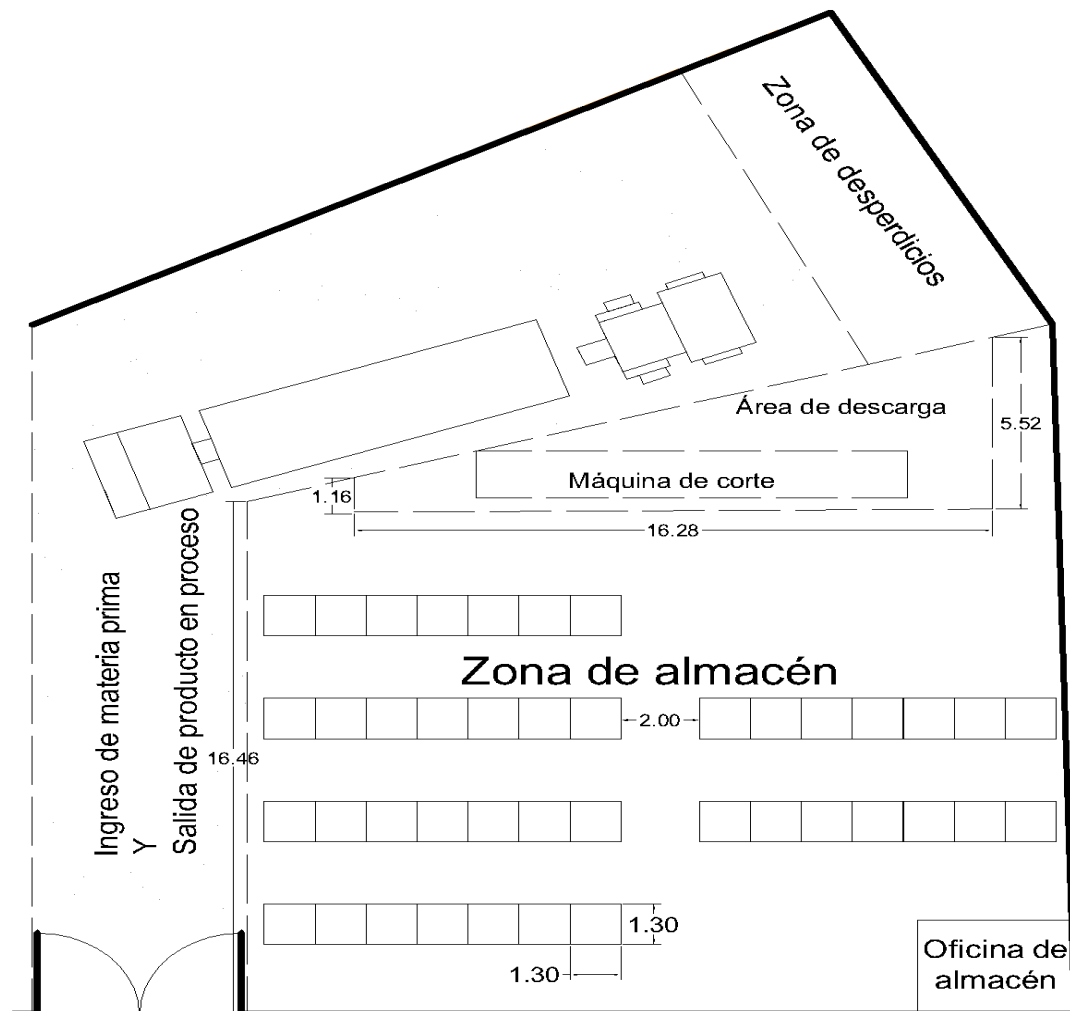 Zona de desperdicios
Área de descarga
5.52
Máquina de corte
1.16
16.28
Ingreso de materia prima
Y
Salida de producto en proceso
Zona de almacén
2.00
16.46
1.30
1.30
Oficina de
almacén